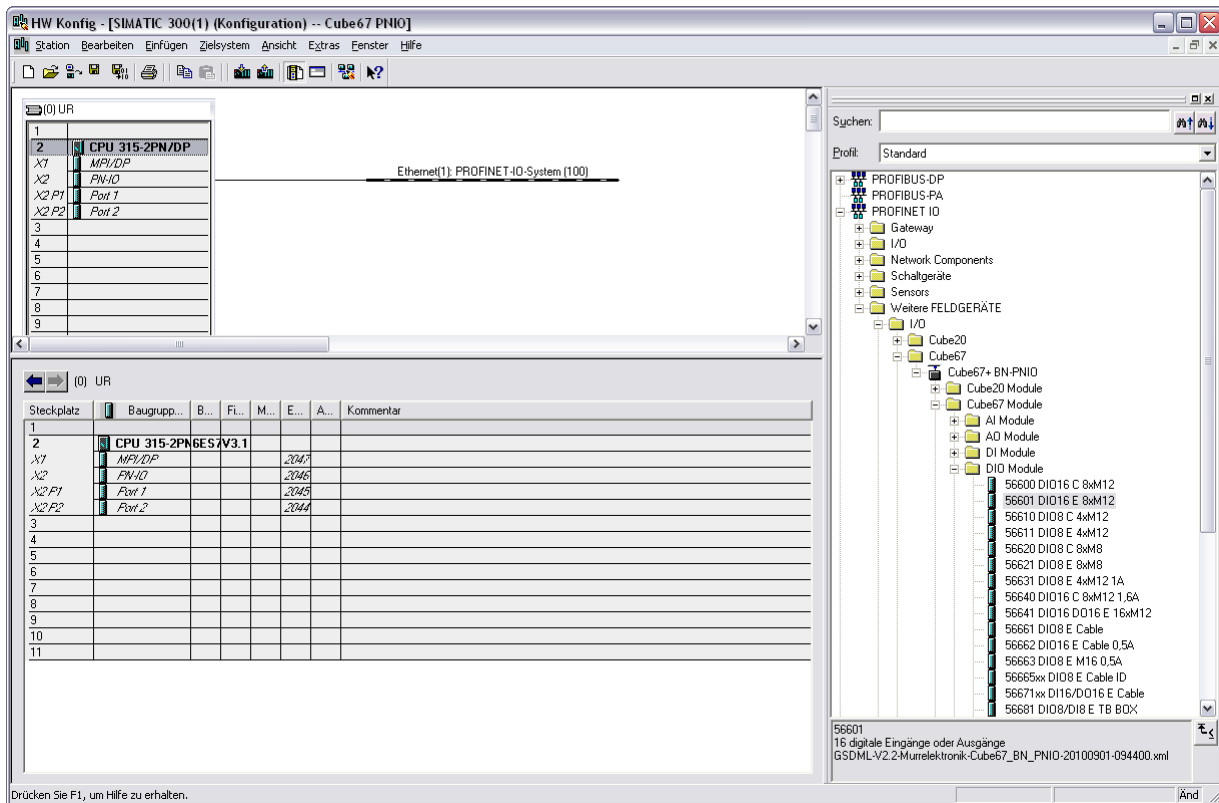 HW Konfig - [SIMATIC 300(1) (Konfiguration) -- Cube67 PNIO]
Station Bearbeiten Einfügen Zielsystem Ansicht Extras Fenster Hilfe
(0) UR
1
2 CPU 315-2PN/DP
X1 MPI/DP
X2 PN-IO
X2 P1 Port 1
X2 P2 Port 2
3
4
5
6
7
8
9
Ethernet(1): PROFINET-IO-System (100)
(0) UR
Steckplatz Baugrupp... B... Fi... M... E... A... Kommentar
1
2 CPU 315-2PN 6ES7 V3.1
X1 MPI/DP 2047
X2 PN-IO 2046
X2 P1 Port 1 2045
X2 P2 Port 2 2044
3
4
5
6
7
8
9
10
11
Suchen:
Profil: Standard
PROFIBUS-DP
PROFIBUS-PA
PROFINET IO
Gateway
I/O
Network Components
Schaltgeräte
Sensors
Weitere FELDGERÄTE
I/O
Cube20
Cube67
Cube67+ BN-PNIO
Cube20 Module
Cube67 Module
AI Module
AO Module
DI Module
DIO Module
56600 DIO16 C 8xM12
56601 DIO16 E 8xM12
56610 DIO8 C 4xM12
56611 DIO8 E 4xM12
56620 DIO8 C 8xM8
56621 DIO8 E 8xM8
56631 DIO8 E 4xM12 1A
56640 DIO16 C 8xM12 1,6A
56641 DIO16 DO16 E 16xM12
56661 DIO8 E Cable
56662 DIO16 E Cable 0,5A
56663 DIO8 E M16 0,5A
56665xx DIO8 E Cable ID
56671xx DI16/DO16 E Cable
56681 DIO8/DI8 E TB BOX
56601
16 digitale Eingänge oder Ausgänge
GSDML-V2.2-Murrelektronik-Cube67_BN_PNIO-20100901-094400.xml
Drücken Sie F1, um Hilfe zu erhalten.
Änd